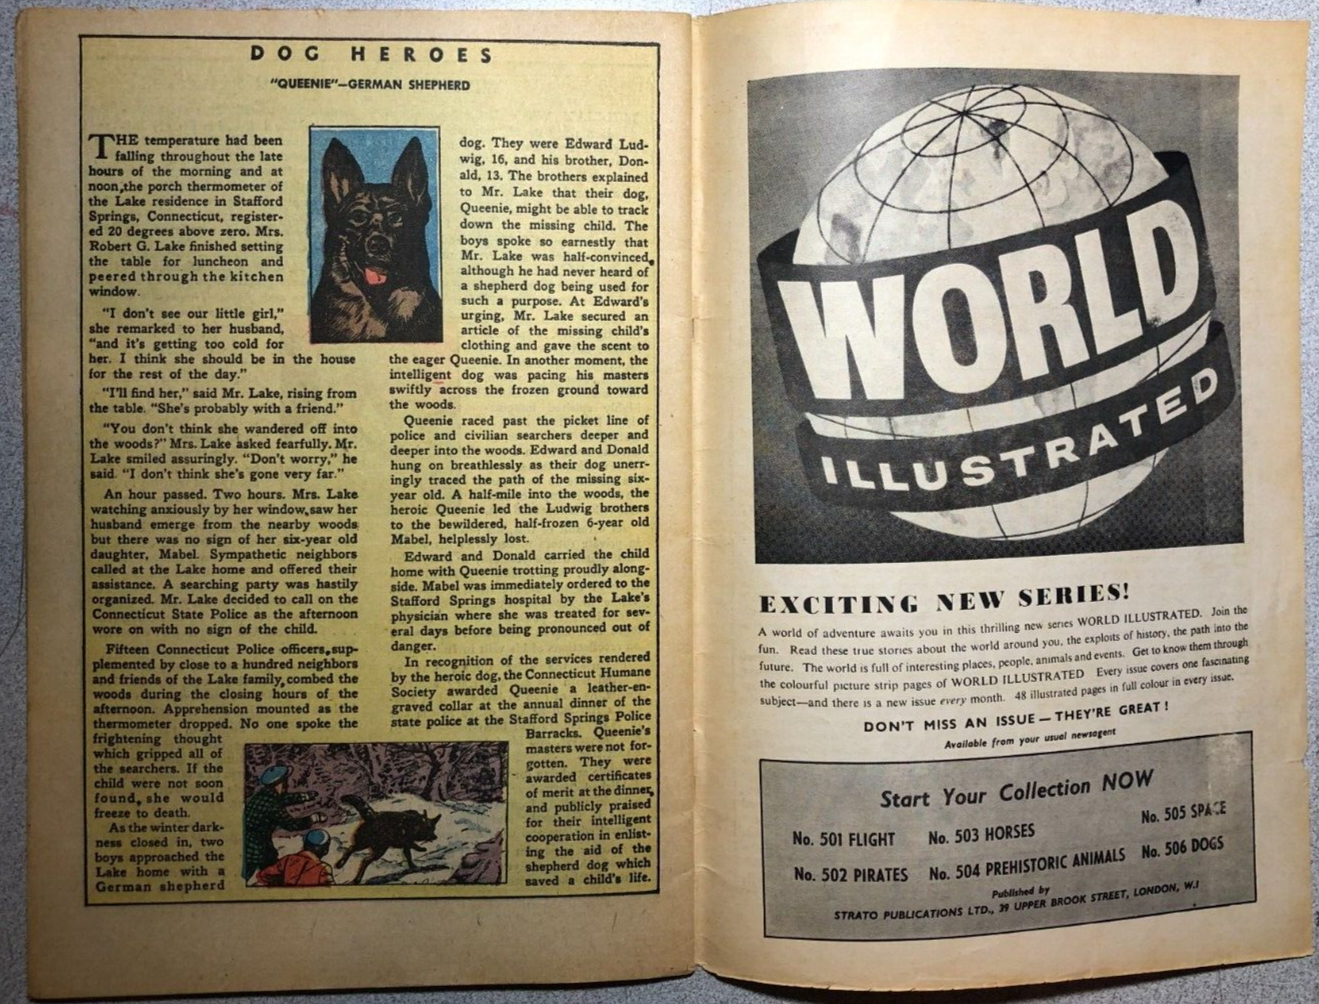 DOG HEROES
"QUEENIE"—GERMAN SHEPHERD
THE temperature had been
falling throughout the late
hours of the morning and at
noon, the porch thermometer of
the Lake residence in Stafford
Springs, Connecticut, register-
ed 20 degrees above zero. Mrs.
Robert G. Lake finished setting
the table for luncheon and
peered through the kitchen
window.
"I don't see our little girl,"
she remarked to her husband,
"and it's getting too cold for
her. I think she should be in the house
for the rest of the day."
"I'll find her," said Mr. Lake, rising from
the table. "She's probably with a friend."
"You don't think she wandered off into
the woods?" Mrs. Lake asked fearfully. Mr.
Lake smiled assuringly. "Don't worry," he
said. "I don't think she's gone very far."
An hour passed. Two hours. Mrs. Lake
watching anxiously by her window, saw her
husband emerge from the nearby woods
but there was no sign of her six-year old
daughter, Mabel. Sympathetic neighbors
called at the Lake home and offered their
assistance. A searching party was hastily
organized. Mr. Lake decided to call on the
Connecticut State Police as the afternoon
wore on with no sign of the child.
Fifteen Connecticut Police officers, sup-
plemented by close to a hundred neighbors
and friends of the Lake family, combed the
woods during the closing hours of the
afternoon. Apprehension mounted as the
thermometer dropped. No one spoke the
frightening thought
which gripped all of
the searchers. If the
child were not soon
found, she would
freeze to death.
As the winter dark-
ness closed in, two
boys approached the
Lake home with a
German shepherd
dog. They were Edward Lud-
wig, 16, and his brother, Don-
ald, 13. The brothers explained
to Mr. Lake that their dog,
Queenie, might be able to track
down the missing child. The
boys spoke so earnestly that
Mr. Lake was half-convinced,
although he had never heard of
a shepherd dog being used for
such a purpose. At Edward's
urging, Mr. Lake secured an
article of the missing child's
clothing and gave the scent to
the eager Queenie. In another moment, the
intelligent dog was pacing his masters
swiftly across the frozen ground toward
the woods.
Queenie raced past the picket line of
police and civilian searchers deeper and
deeper into the woods. Edward and Donald
hung on breathlessly as their dog unerr-
ingly traced the path of the missing six-
year old. A half-mile into the woods, the
heroic Queenie led the Ludwig brothers
to the bewildered, half-frozen 6-year old
Mabel, helplessly lost.
Edward and Donald carried the child
home with Queenie trotting proudly along-
side. Mabel was immediately ordered to the
Stafford Springs hospital by the Lake's
physician where she was treated for sev-
eral days before being pronounced out of
danger.
In recognition of the services rendered
by the heroic dog, the Connecticut Humane
Society awarded Queenie a leather-en-
graved collar at the annual dinner of the
state police at the Stafford Springs Police
Barracks. Queenie's
masters were not for-
gotten. They were
awarded certificates
of merit at the dinner,
and publicly praised
for their intelligent
cooperation in enlist-
ing the aid of the
shepherd dog which
saved a child's life.
WORLD
ILLUSTRATED
EXCITING NEW SERIES!
A world of adventure awaits you in this thrilling new series WORLD ILLUSTRATED. Join the
fun. Read these true stories about the world around you, the exploits of history, the path into the
future. The world is full of interesting places, people, animals and events. Get to know them through
the colourful picture strip pages of WORLD ILLUSTRATED Every issue covers one fascinating
subject—and there is a new issue every month. 48 illustrated pages in full colour in every issue.
DON'T MISS AN ISSUE — THEY'RE GREAT!
Available from your usual newsagent
Start Your Collection NOW
No. 501 FLIGHT No. 503 HORSES No. 505 SPACE
No. 502 PIRATES No. 504 PREHISTORIC ANIMALS No. 506 DOGS
Published by
STRATO PUBLICATIONS LTD., 39 UPPER BROOK STREET, LONDON, W.I